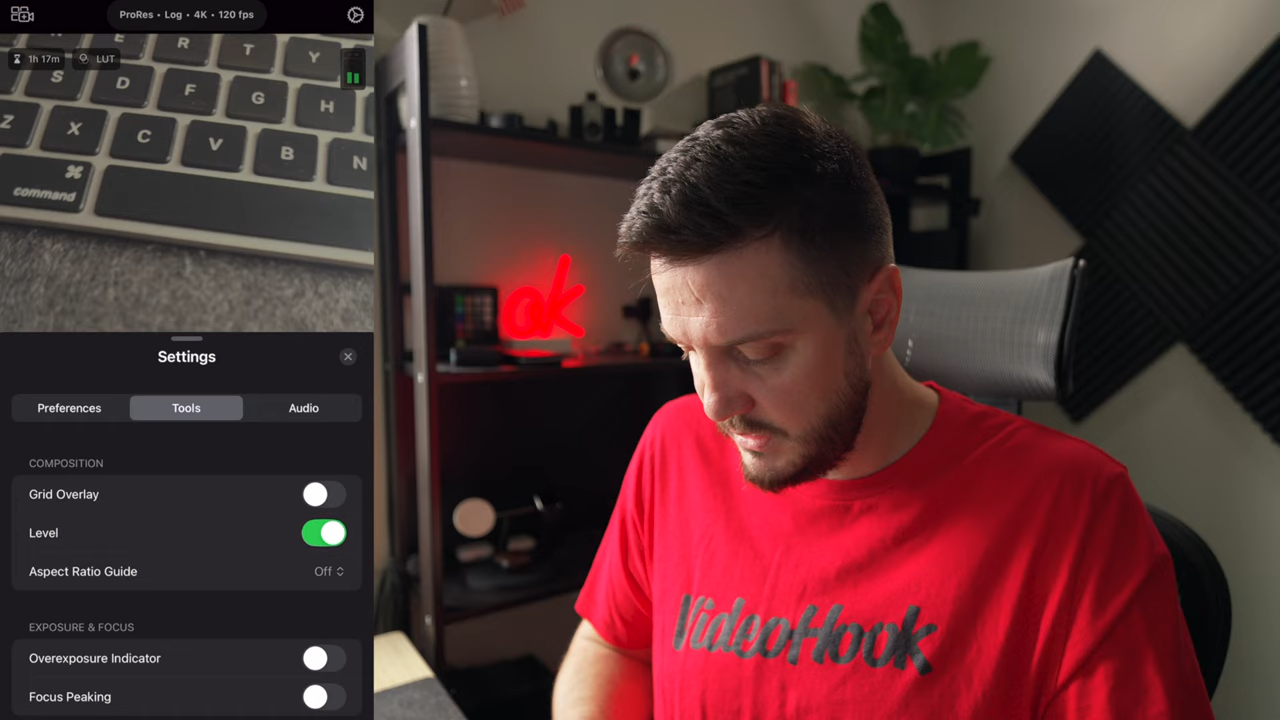 ProRes • Log • 4K • 120 fps
1h 17m
LUT
E R T Y
S D F G H
Z X C V B N
⌘
command
Settings
Preferences Tools Audio
COMPOSITION
Grid Overlay
Level
Aspect Ratio Guide Off
EXPOSURE & FOCUS
Overexposure Indicator
Focus Peaking
ok
VideoHook